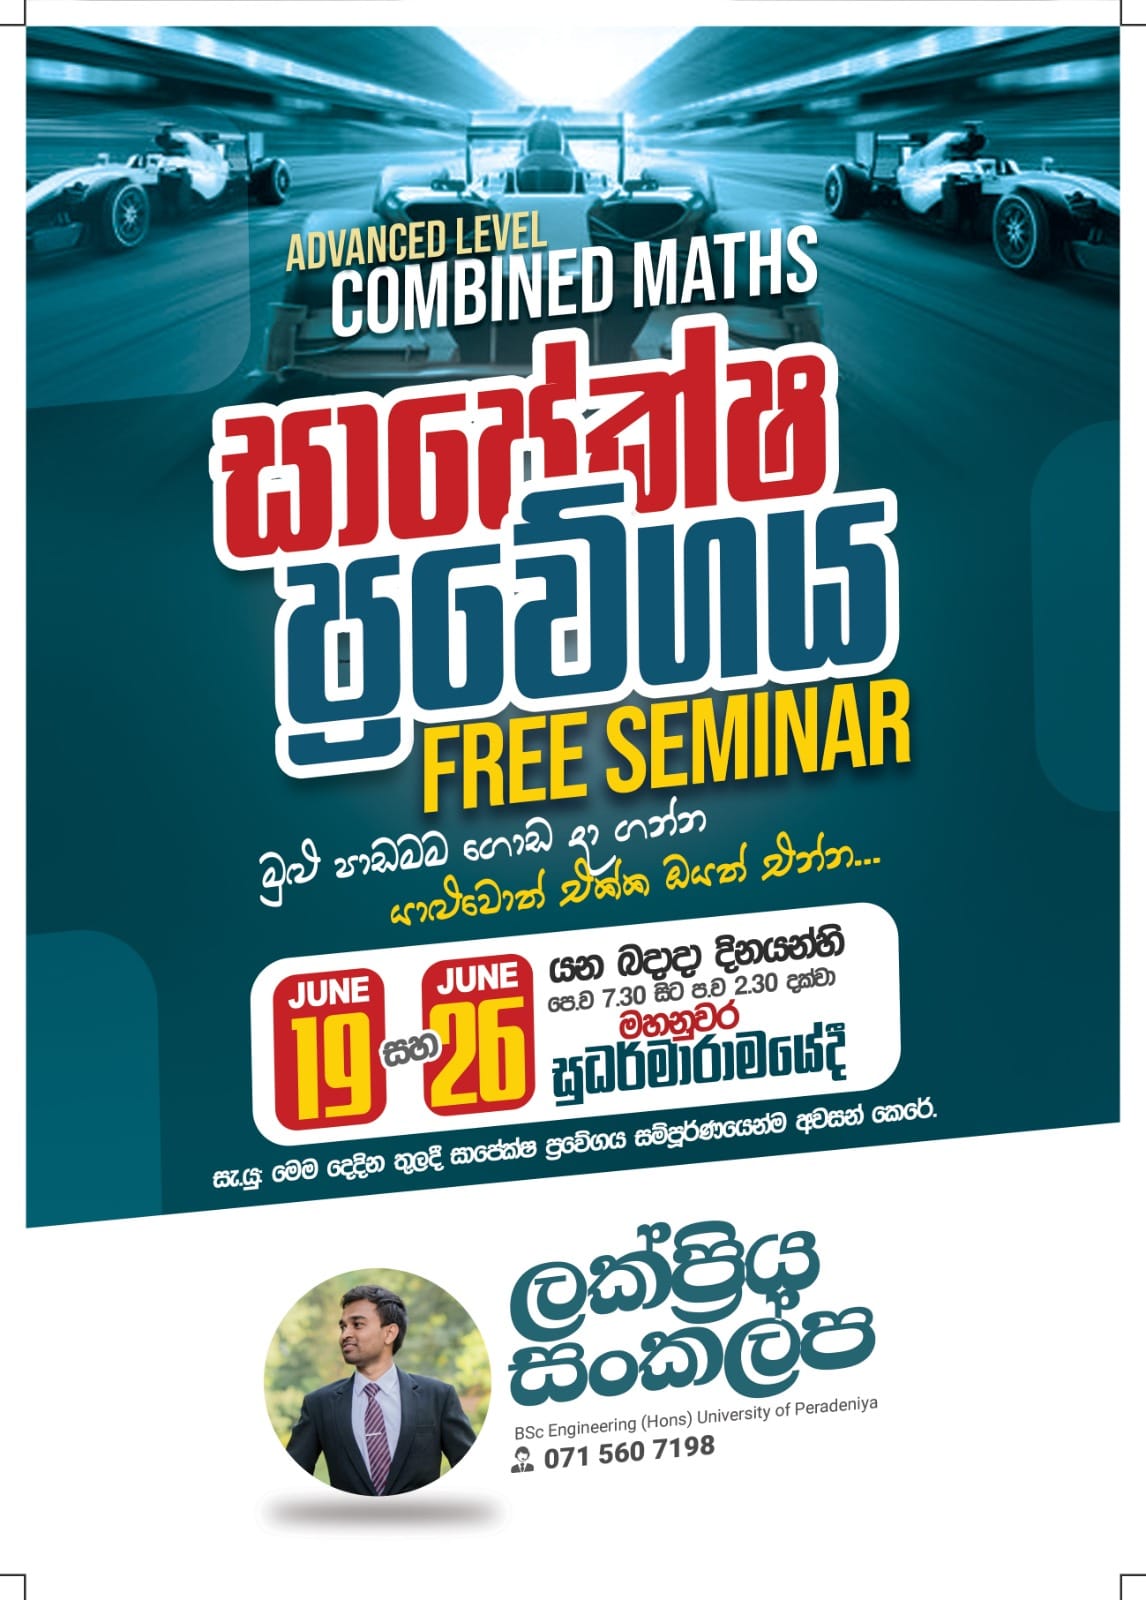 ADVANCED LEVEL
COMBINED MATHS
සාපේක්ෂ
ප්‍රවේගය
FREE SEMINAR
මුළු පාඩමම ගොඩ දා ගන්න
යාළුවොත් එක්ක ඔයත් එන්න...
JUNE
19
සහ
JUNE
26
යන බදාදා දිනයන්හි
පෙ.ව 7.30 සිට ප.ව 2.30 දක්වා
මහනුවර
සුධර්මාරාමයේදී
සැ.යු: මෙම දෙදින තුලදී සාපේක්ෂ ප්‍රවේගය සම්පූර්ණයෙන්ම අවසන් කෙරේ.
ලක්ප්‍රිය
සංකල්ප
BSc Engineering (Hons) University of Peradeniya
071 560 7198